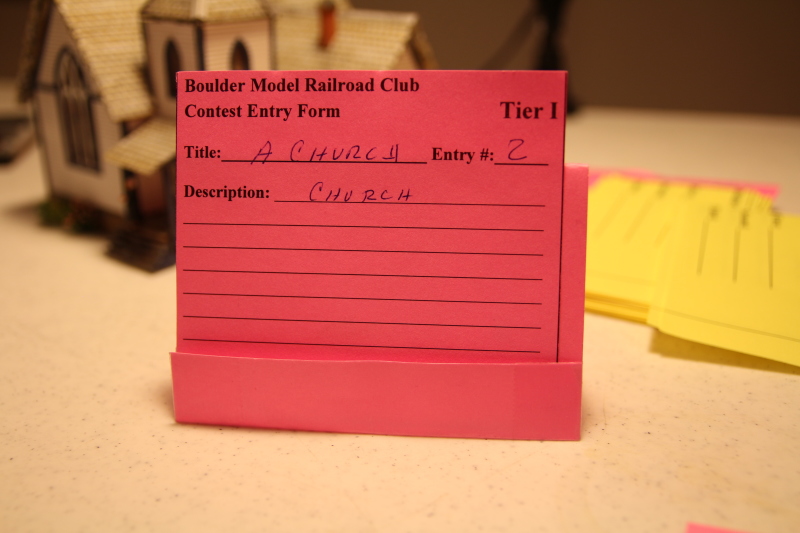 Boulder Model Railroad Club
Contest Entry Form Tier I
Title: A CHURCH Entry #: 2
Description: CHURCH